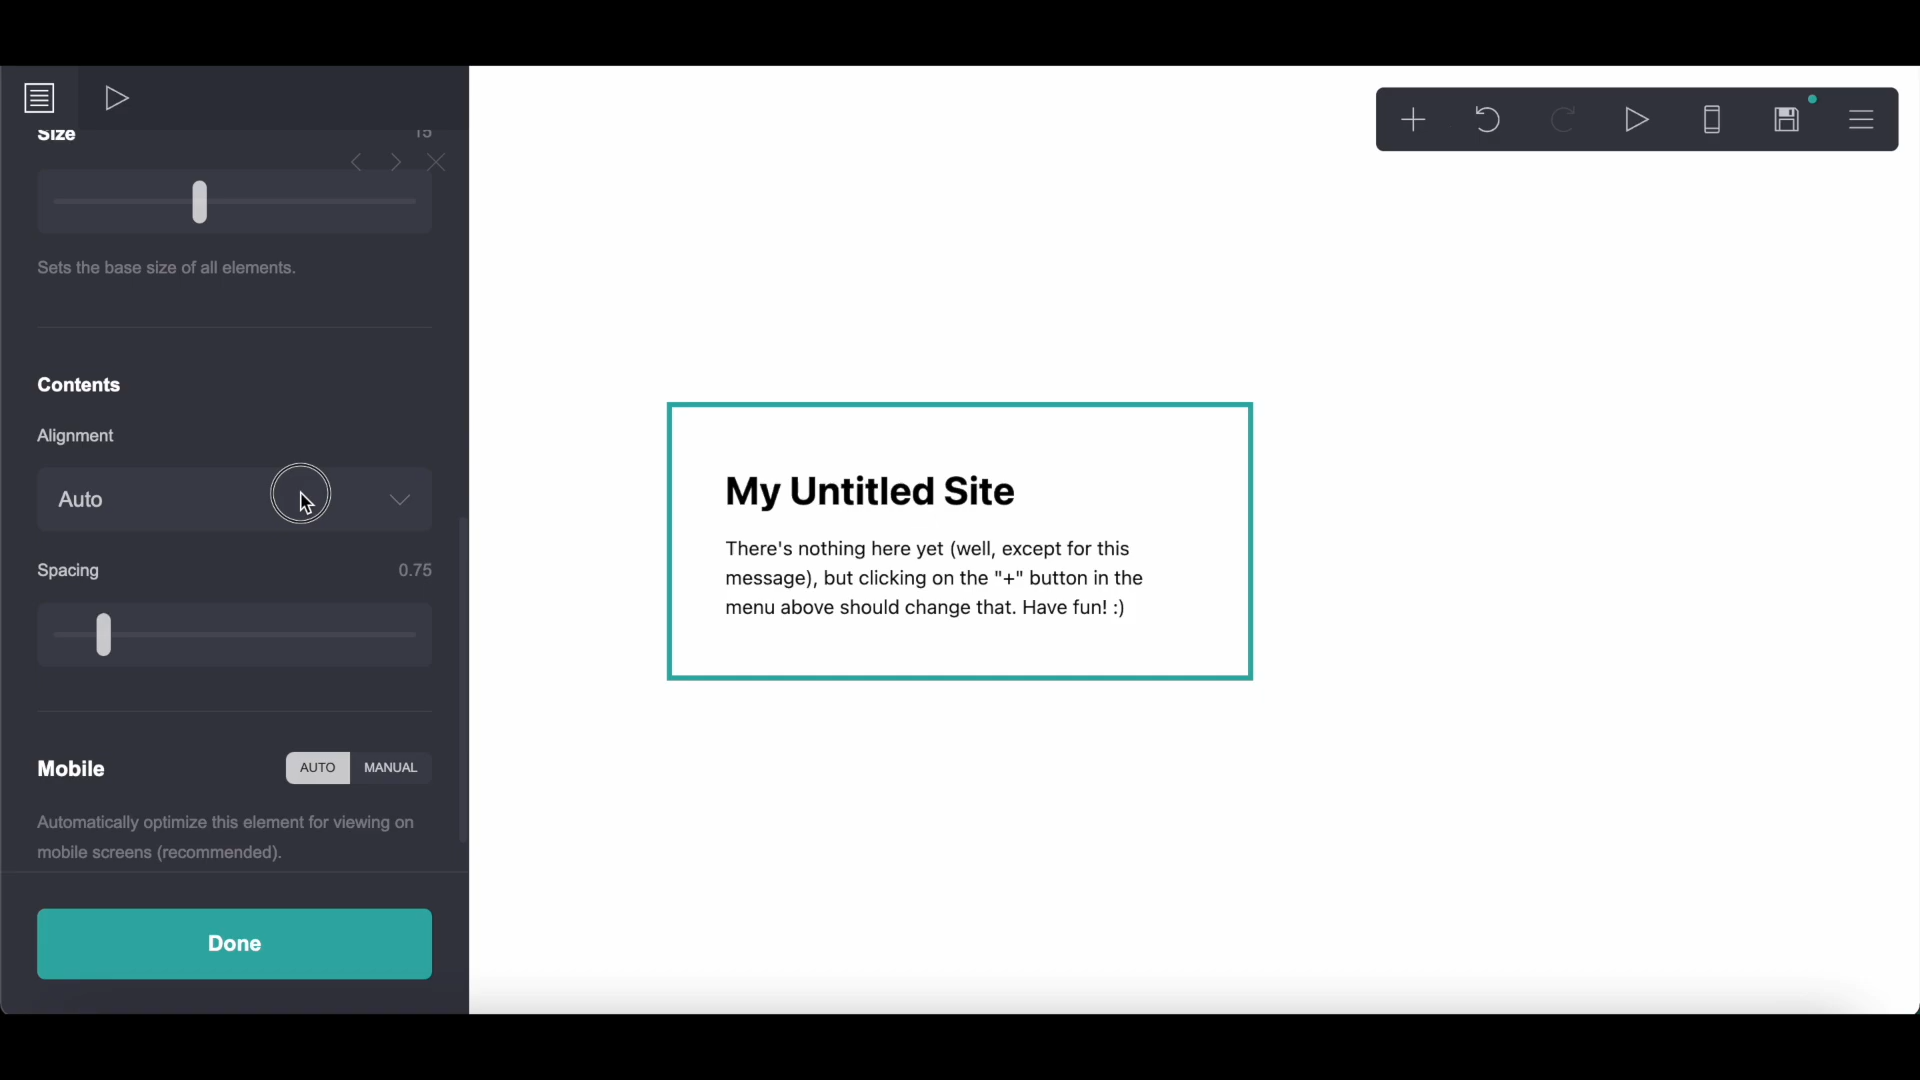 Size 15
Sets the base size of all elements.
Contents
Alignment
Auto
Spacing 0.75
Mobile AUTO MANUAL
Automatically optimize this element for viewing on
mobile screens (recommended).
Done
My Untitled Site
There's nothing here yet (well, except for this
message), but clicking on the "+" button in the
menu above should change that. Have fun! :)